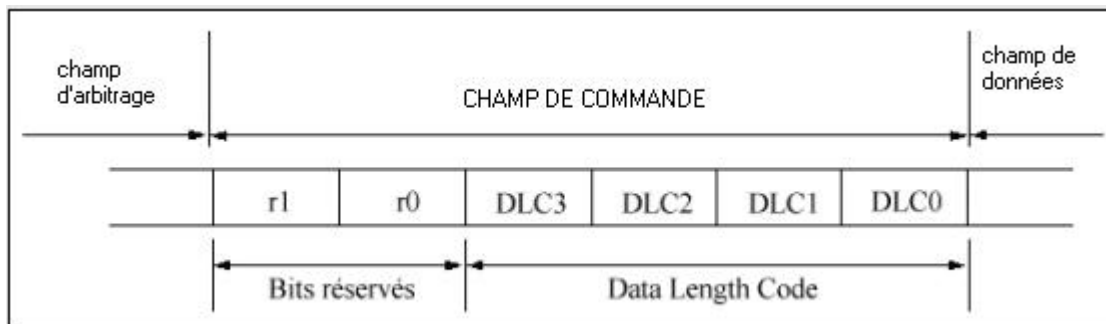 champ
d'arbitrage
CHAMP DE COMMANDE
champ de
données
r1 r0 DLC3 DLC2 DLC1 DLC0
Bits réservés Data Length Code